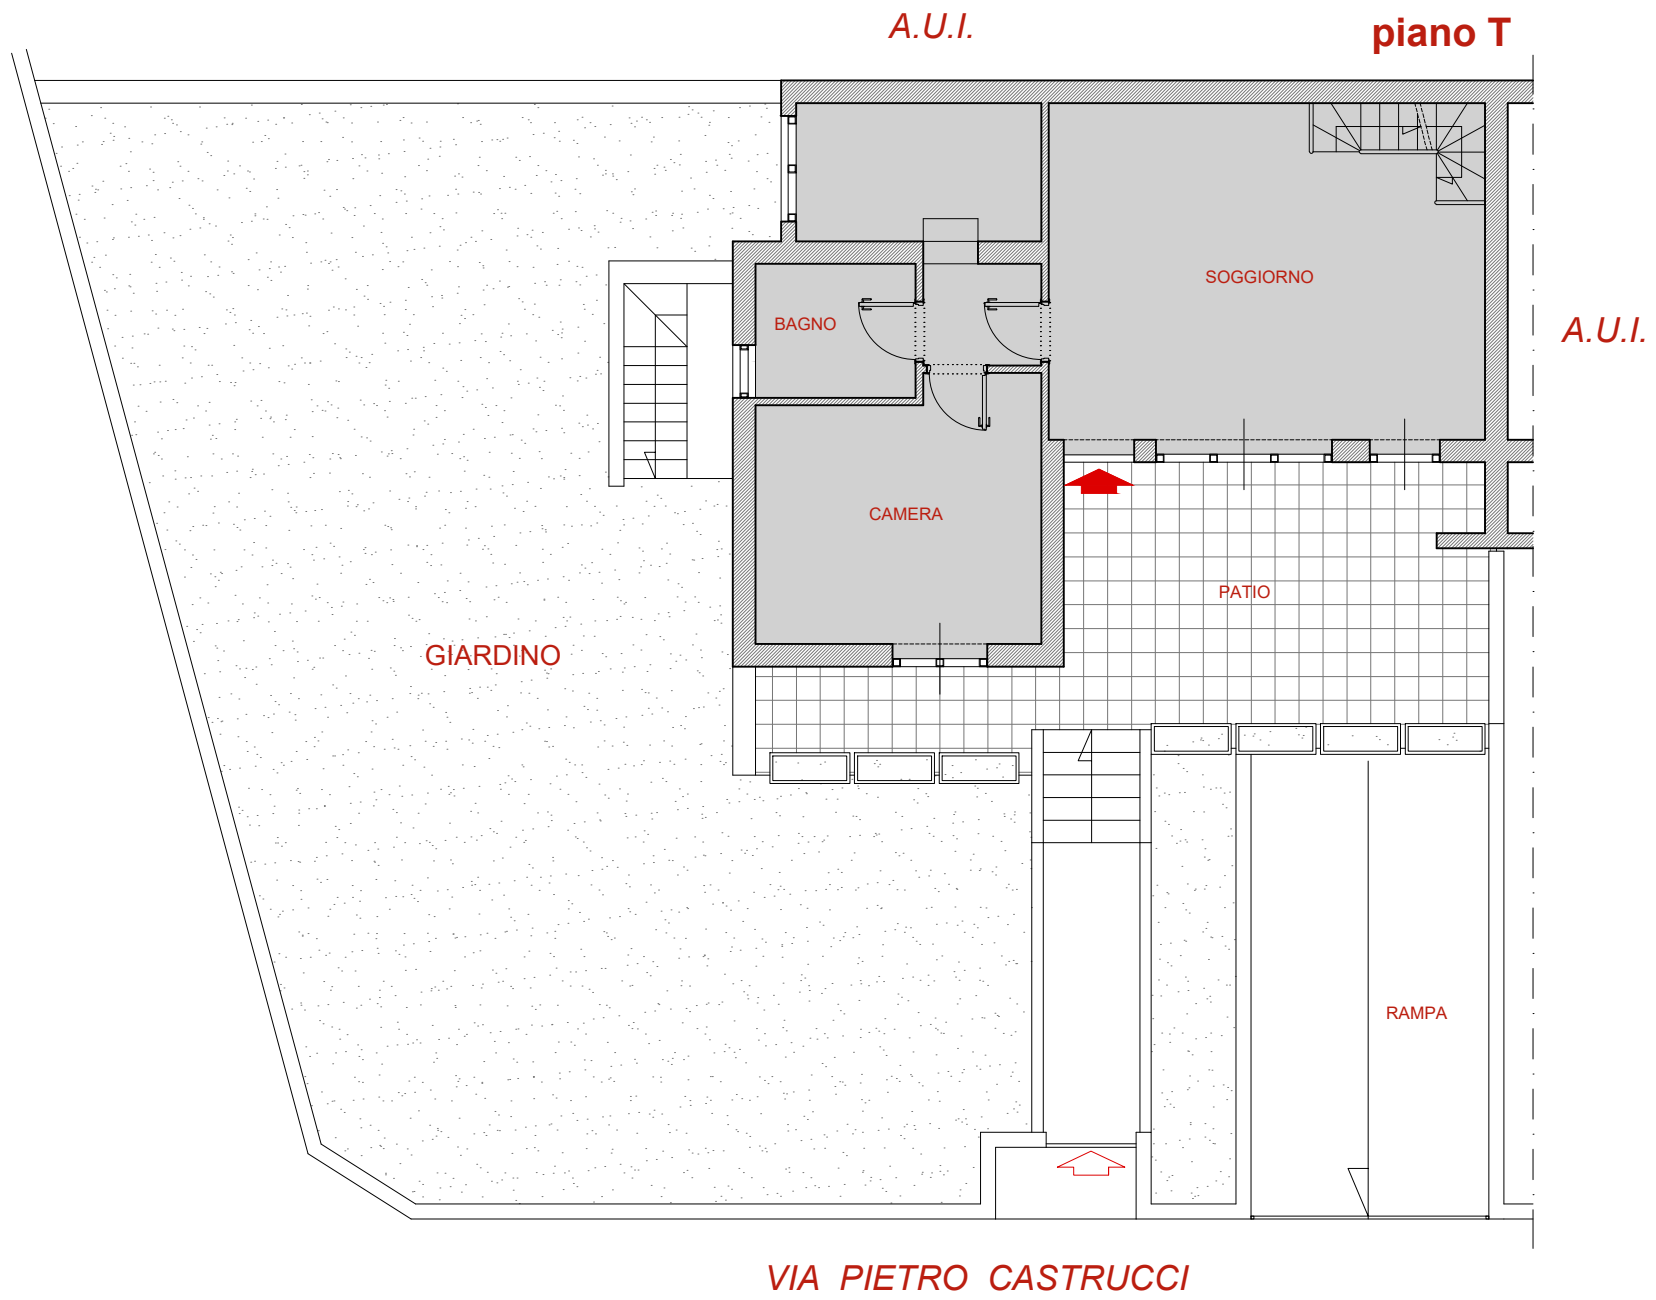 A.U.I.
piano T
SOGGIORNO
BAGNO
A.U.I.
CAMERA
PATIO
GIARDINO
RAMPA
VIA PIETRO CASTRUCCI